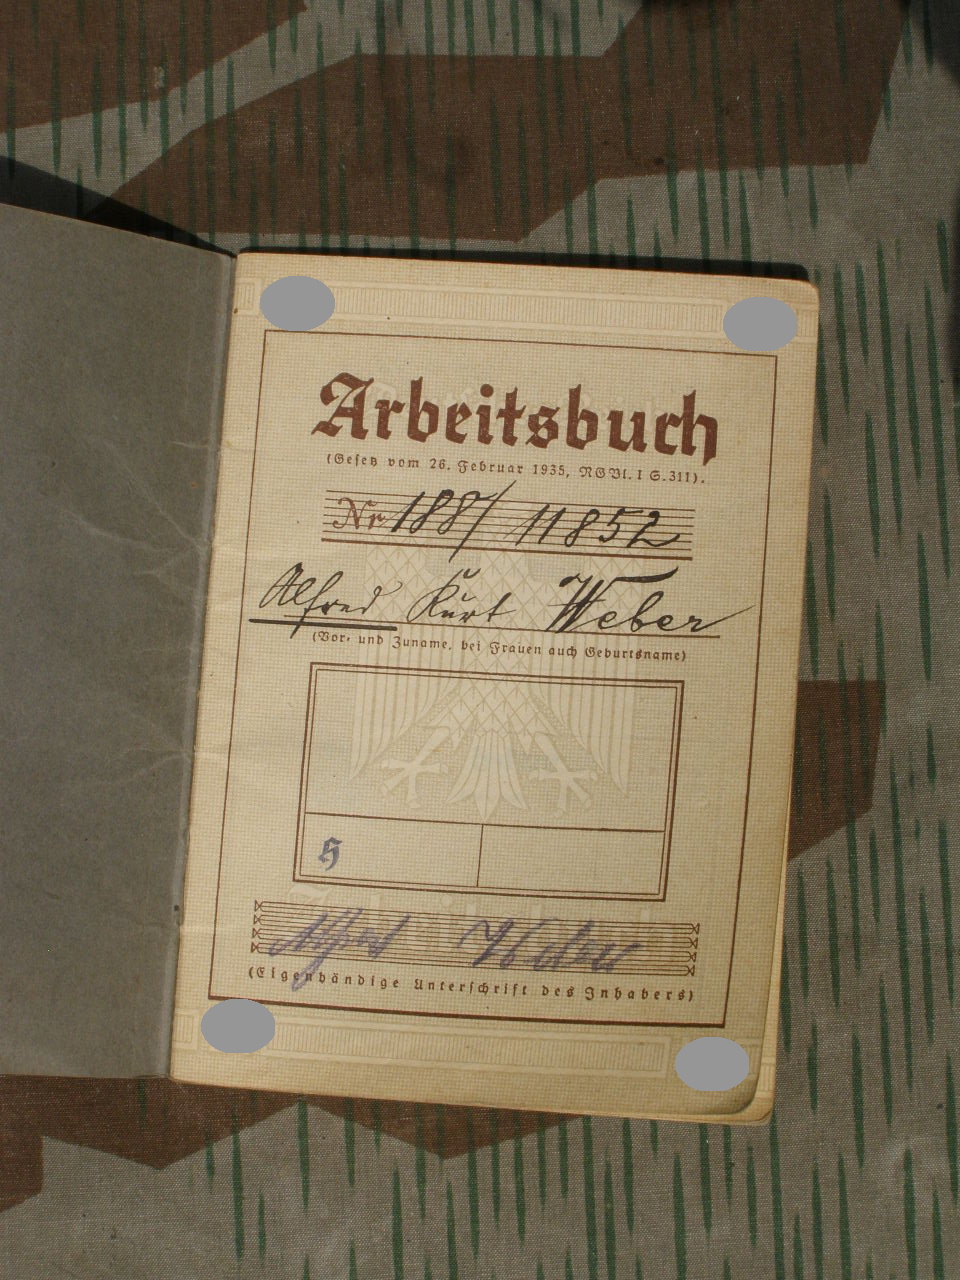 Arbeitsbuch
(Gesetz vom 26. Februar 1935, RGBl. I S. 311).
Nr 188/11852
Alfred Kurt Weber
(Vor- und Zuname, bei Frauen auch Geburtsname)
H
Alfred Weber
(Eigenhändige Unterschrift des Inhabers)